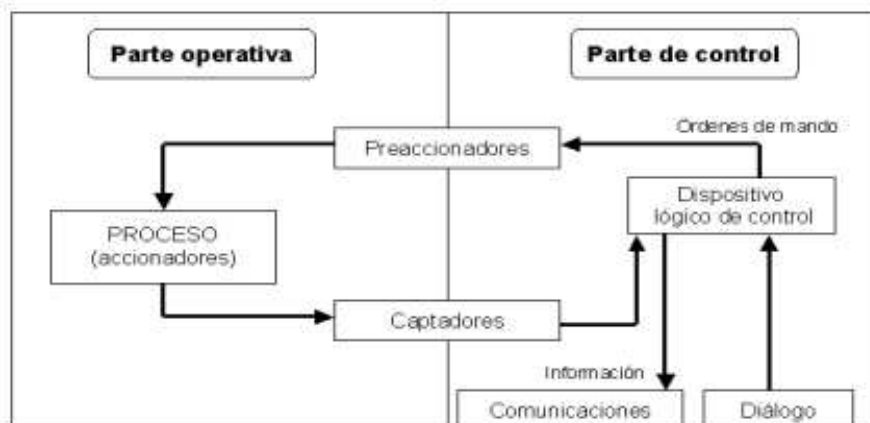 Parte operativa
Parte de control
Ordenes de mando
Preaccionadores
Dispositivo
lógico de control
PROCESO
(accionadores)
Captadores
Información
Comunicaciones
Diálogo